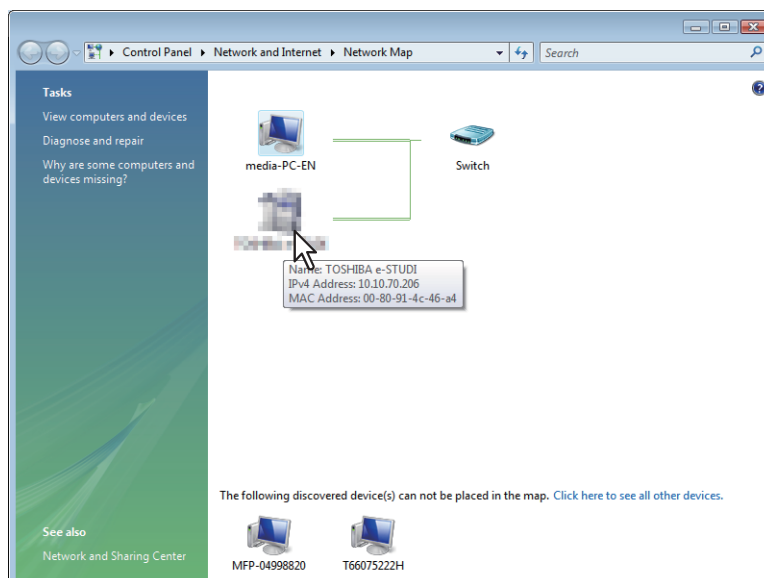 Control Panel Network and Internet Network Map
Search
Tasks
View computers and devices
Diagnose and repair
Why are some computers and
devices missing?
media-PC-EN
Switch
Name: TOSHIBA e-STUDI
IPv4 Address: 10.10.70.206
MAC Address: 00-80-91-4c-46-a4
The following discovered device(s) can not be placed in the map. Click here to see all other devices.
See also
Network and Sharing Center
MFP-04998820
T66075222H